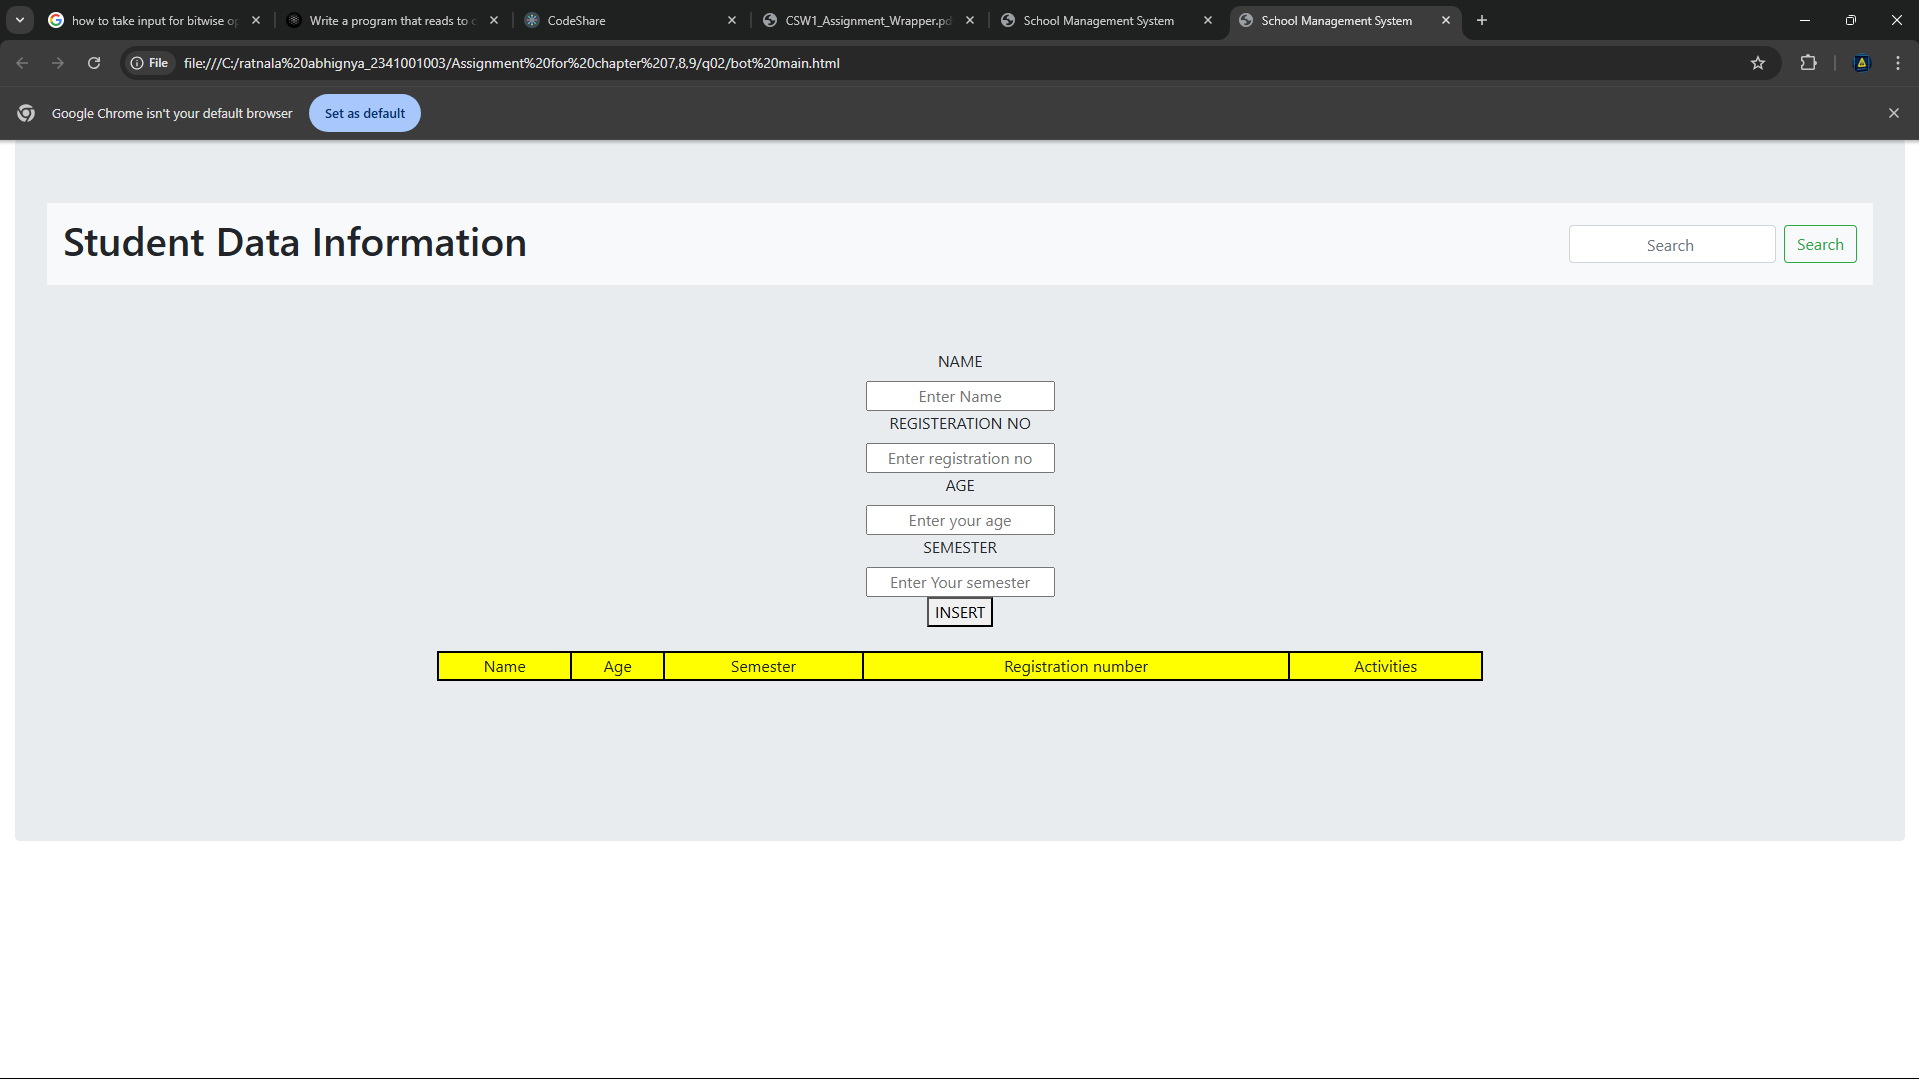 how to take input for bitwise op
Write a program that reads to c
CodeShare
CSW1_Assignment_Wrapper.pd
School Management System
School Management System
File
file:///C:/ratnala%20abhignya_2341001003/Assignment%20for%20chapter%207,8,9/q02/bot%20main.html
Google Chrome isn't your default browser
Set as default
Student Data Information
Search
Search
NAME
Enter Name
REGISTERATION NO
Enter registration no
AGE
Enter your age
SEMESTER
Enter Your semester
INSERT
Name Age Semester Registration number Activities